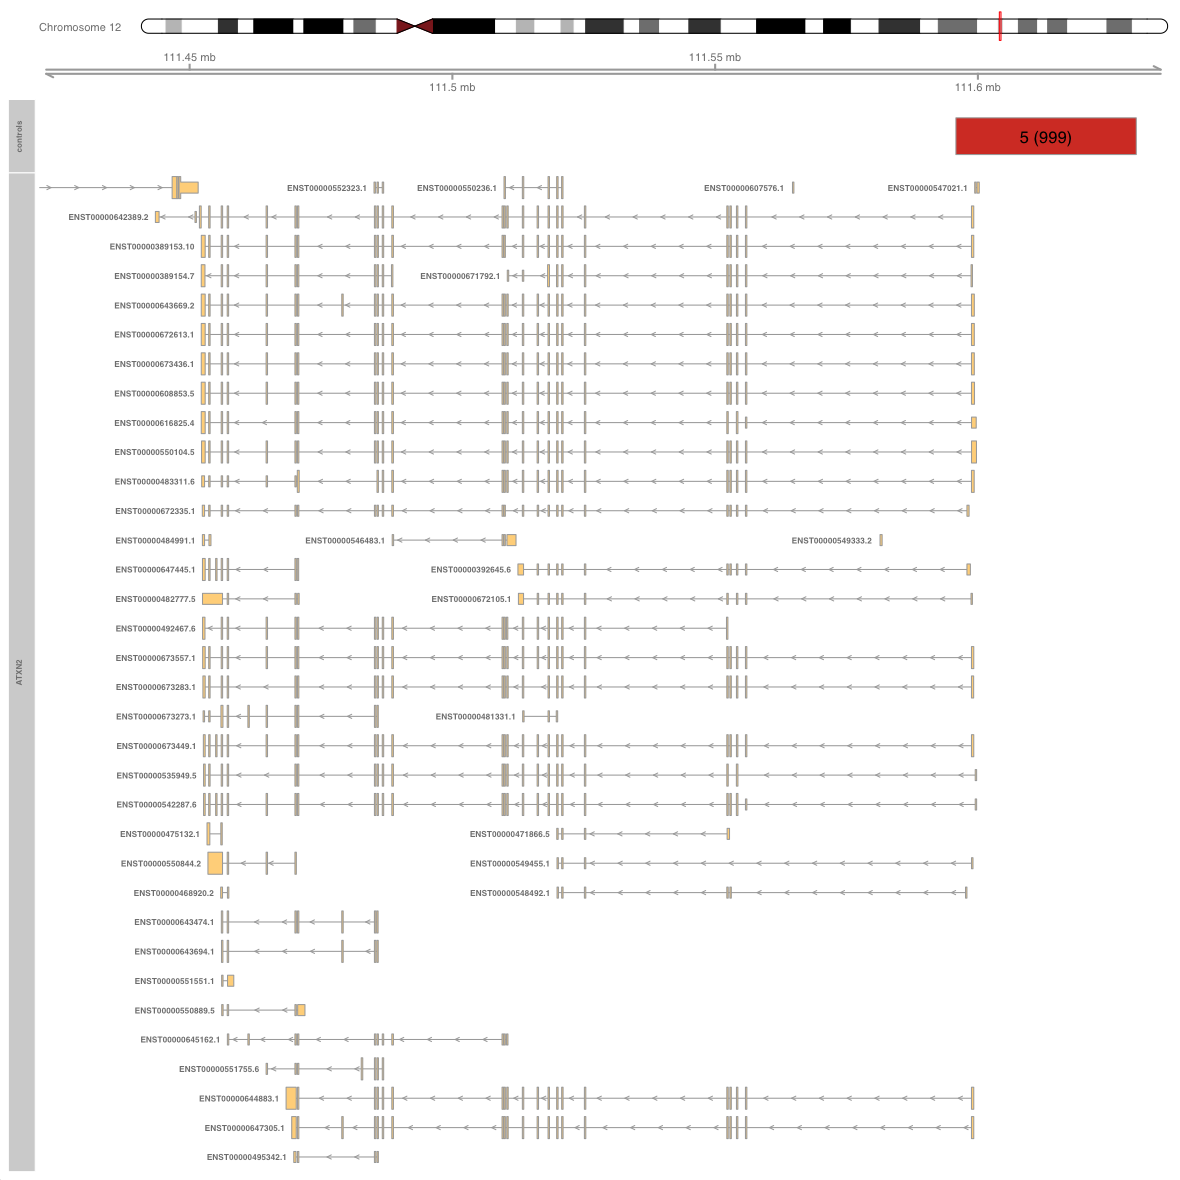 Chromosome 12
111.45 mb
111.55 mb
111.5 mb
111.6 mb
controls
5 (999)
ATXN2
ENST00000552323.1
ENST00000550236.1
ENST00000607576.1
ENST00000547021.1
ENST00000642389.2
ENST00000389153.10
ENST00000389154.7
ENST00000671792.1
ENST00000643669.2
ENST00000672613.1
ENST00000673436.1
ENST00000608853.5
ENST00000616825.4
ENST00000550104.5
ENST00000483311.6
ENST00000672335.1
ENST00000484991.1
ENST00000546483.1
ENST00000549333.2
ENST00000647445.1
ENST00000392645.6
ENST00000482777.5
ENST00000672105.1
ENST00000492467.6
ENST00000673557.1
ENST00000673283.1
ENST00000673273.1
ENST00000481331.1
ENST00000673449.1
ENST00000535949.5
ENST00000542287.6
ENST00000475132.1
ENST00000471866.5
ENST00000550844.2
ENST00000549455.1
ENST00000468920.2
ENST00000548492.1
ENST00000643474.1
ENST00000643694.1
ENST00000551551.1
ENST00000550889.5
ENST00000645162.1
ENST00000551755.6
ENST00000644883.1
ENST00000647305.1
ENST00000495342.1